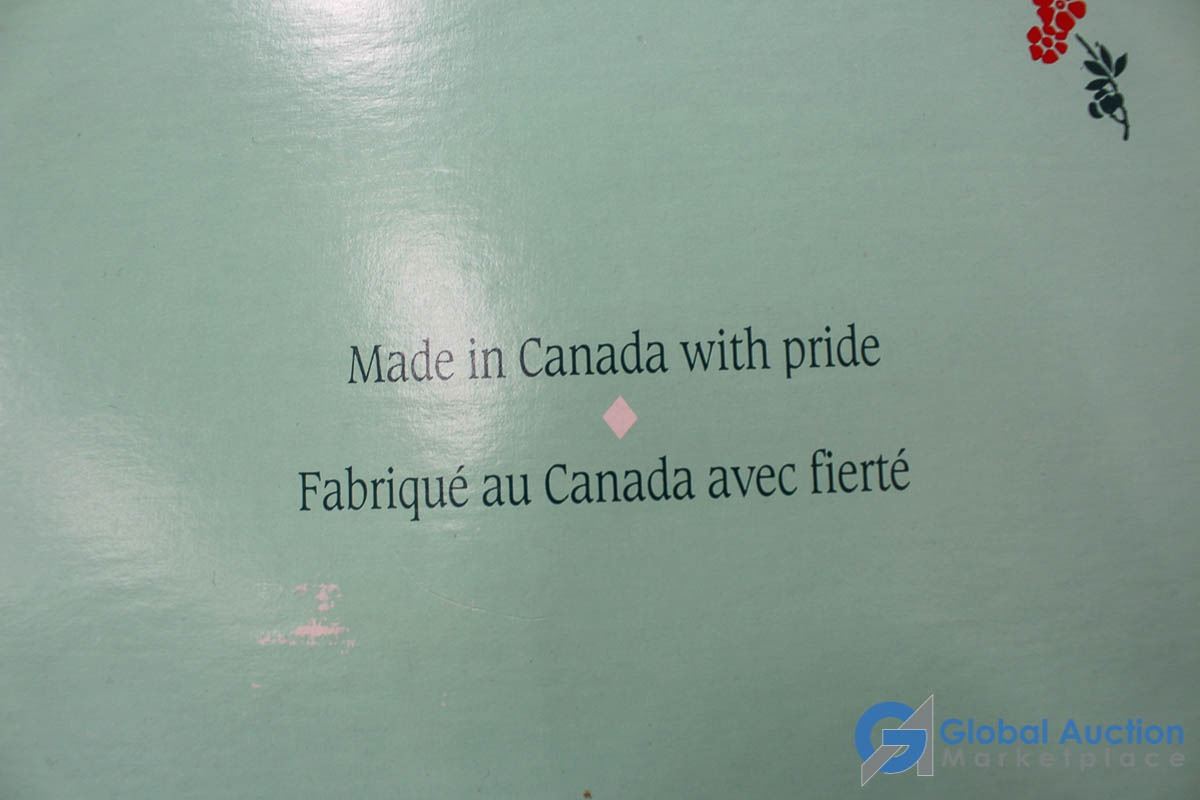 Made in Canada with pride
Fabriqué au Canada avec fierté
Global Auction
Marketplace